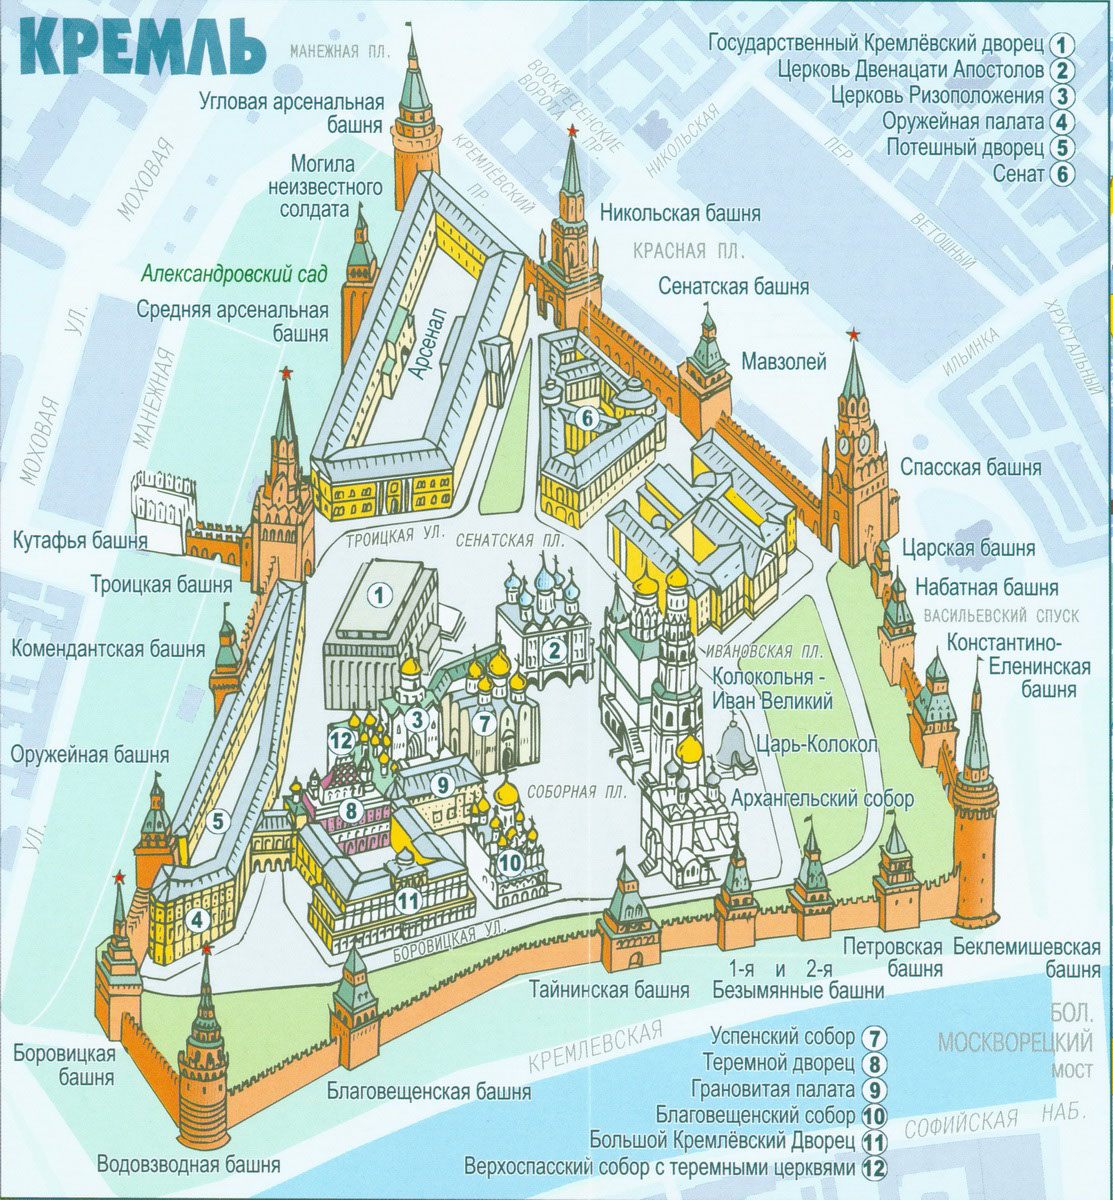 КРЕМЛЬ
МАНЕЖНАЯ ПЛ.
Государственный Кремлёвский дворец 1
Церковь Двенацати Апостолов 2
Церковь Ризоположения 3
Оружейная палата 4
Потешный дворец 5
Сенат 6
Угловая арсенальная
башня
ВОСКРЕСЕНСКИЕ
ВОРОТА
ПР.
НИКОЛЬСКАЯ
КРЕМЛЁВСКИЙ
ПР.
ПЕР.
ВЕТОШНЫЙ
МОХОВАЯ
УЛ.
Могила
неизвестного
солдата
Никольская башня
КРАСНАЯ ПЛ.
Александровский сад
Сенатская башня
Средняя арсенальная
башня
Арсенал
Мавзолей
ИЛЬИНКА
ХРУСТАЛЬНЫЙ
МАНЕЖНАЯ
МОХОВАЯ
УЛ.
6
Спасская башня
Кутафья башня
ТРОИЦКАЯ УЛ.
СЕНАТСКАЯ ПЛ.
Царская башня
Троицкая башня
Набатная башня
1
ВАСИЛЬЕВСКИЙ СПУСК
Комендантская башня
2
ИВАНОВСКАЯ ПЛ.
Константино-
Еленинская
башня
Колокольня -
Иван Великий
3
7
12
Оружейная башня
Царь-Колокол
9
СОБОРНАЯ ПЛ.
Архангельский собор
5
8
10
11
4
БОРОВИЦКАЯ УЛ.
Петровская
башня
Беклемишевская
башня
Тайнинская башня
1-я и 2-я
Безымянные башни
БОЛ.
МОСКВОРЕЦКИЙ
МОСТ
КРЕМЛЕВСКАЯ
Боровицкая
башня
Благовещенская башня
Водовзводная башня
Успенский собор 7
Теремной дворец 8
Грановитая палата 9
Благовещенский собор 10
Большой Кремлёвский Дворец 11
Верхоспасский собор с теремными церквями 12
СОФИЙСКАЯ НАБ.